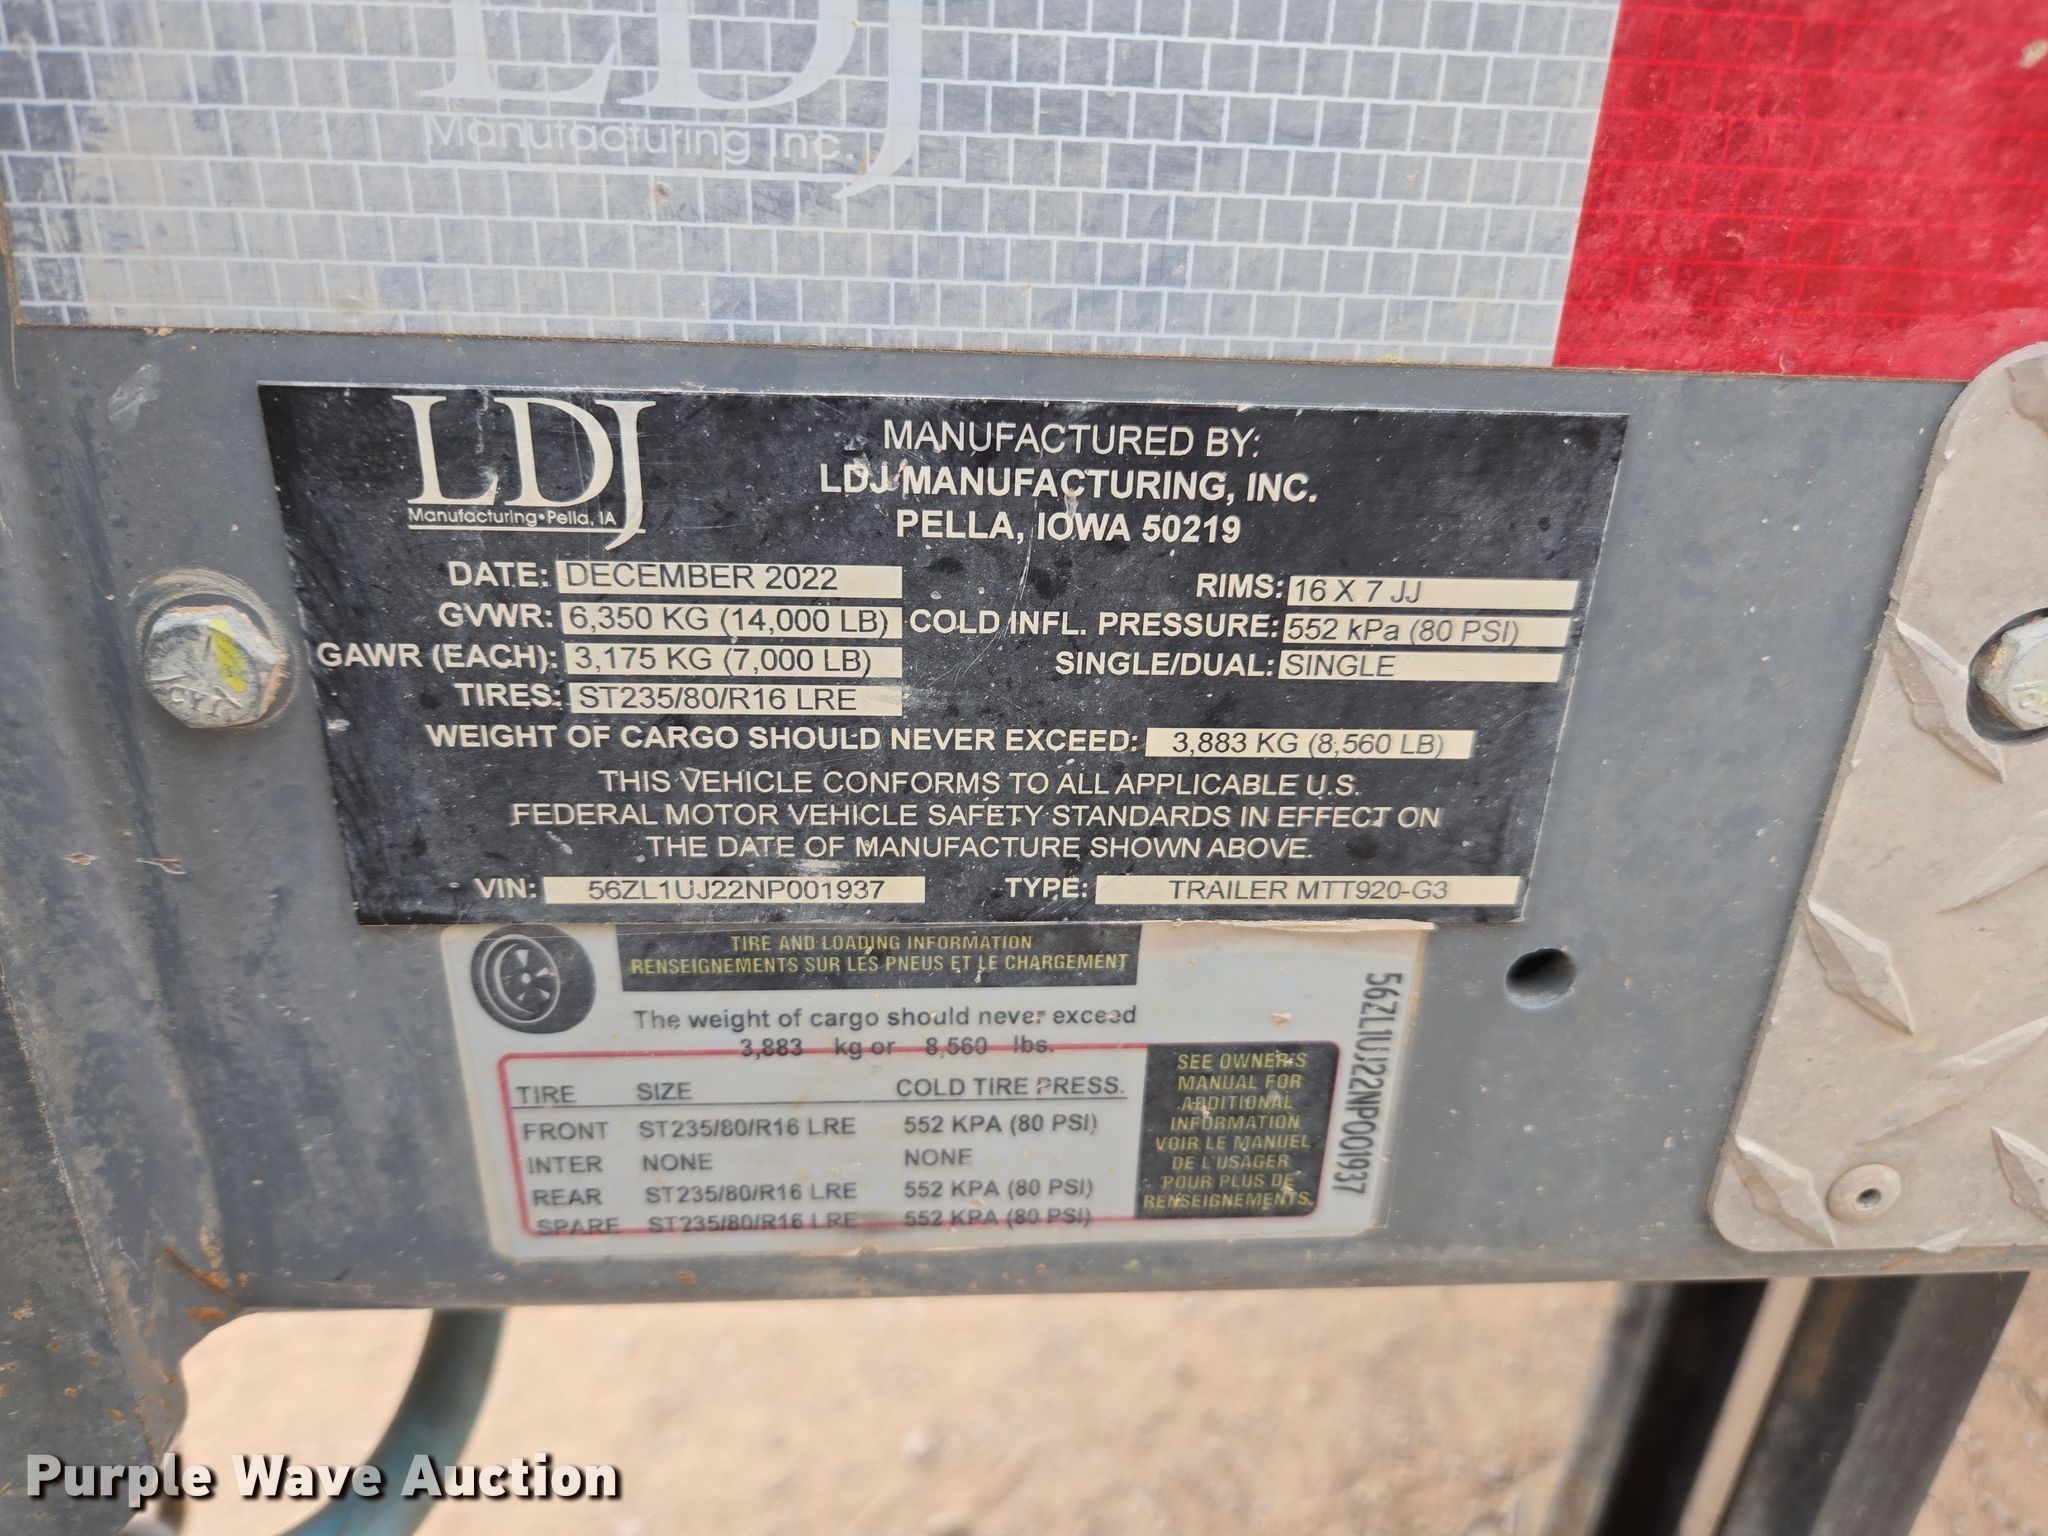 LDJ
Manufacturing Inc.
LDJ
Manufacturing•Pella, IA
MANUFACTURED BY:
LDJ MANUFACTURING, INC.
PELLA, IOWA 50219
DATE: DECEMBER 2022
RIMS: 16 X 7 JJ
GVWR: 6,350 KG (14,000 LB)
COLD INFL. PRESSURE: 552 kPa (80 PSI)
GAWR (EACH): 3,175 KG (7,000 LB)
SINGLE/DUAL: SINGLE
TIRES: ST235/80/R16 LRE
WEIGHT OF CARGO SHOULD NEVER EXCEED: 3,883 KG (8,560 LB)
THIS VEHICLE CONFORMS TO ALL APPLICABLE U.S.
FEDERAL MOTOR VEHICLE SAFETY STANDARDS IN EFFECT ON
THE DATE OF MANUFACTURE SHOWN ABOVE.
VIN: 56ZL1UJ22NP001937
TYPE: TRAILER MTT920-G3
TIRE AND LOADING INFORMATION
RENSEIGNEMENTS SUR LES PNEUS ET LE CHARGEMENT
The weight of cargo should never exceed
3,883 kg or 8,560 lbs.
TIRE SIZE COLD TIRE PRESS.
FRONT ST235/80/R16 LRE 552 KPA (80 PSI)
INTER NONE NONE
REAR ST235/80/R16 LRE 552 KPA (80 PSI)
SPARE ST235/80/R16 LRE 552 KPA (80 PSI)
SEE OWNER'S
MANUAL FOR
ADDITIONAL
INFORMATION
VOIR LE MANUEL
DE L'USAGER
POUR PLUS DE
RENSEIGNEMENTS.
56ZL1UJ22NP001937
Purple Wave Auction